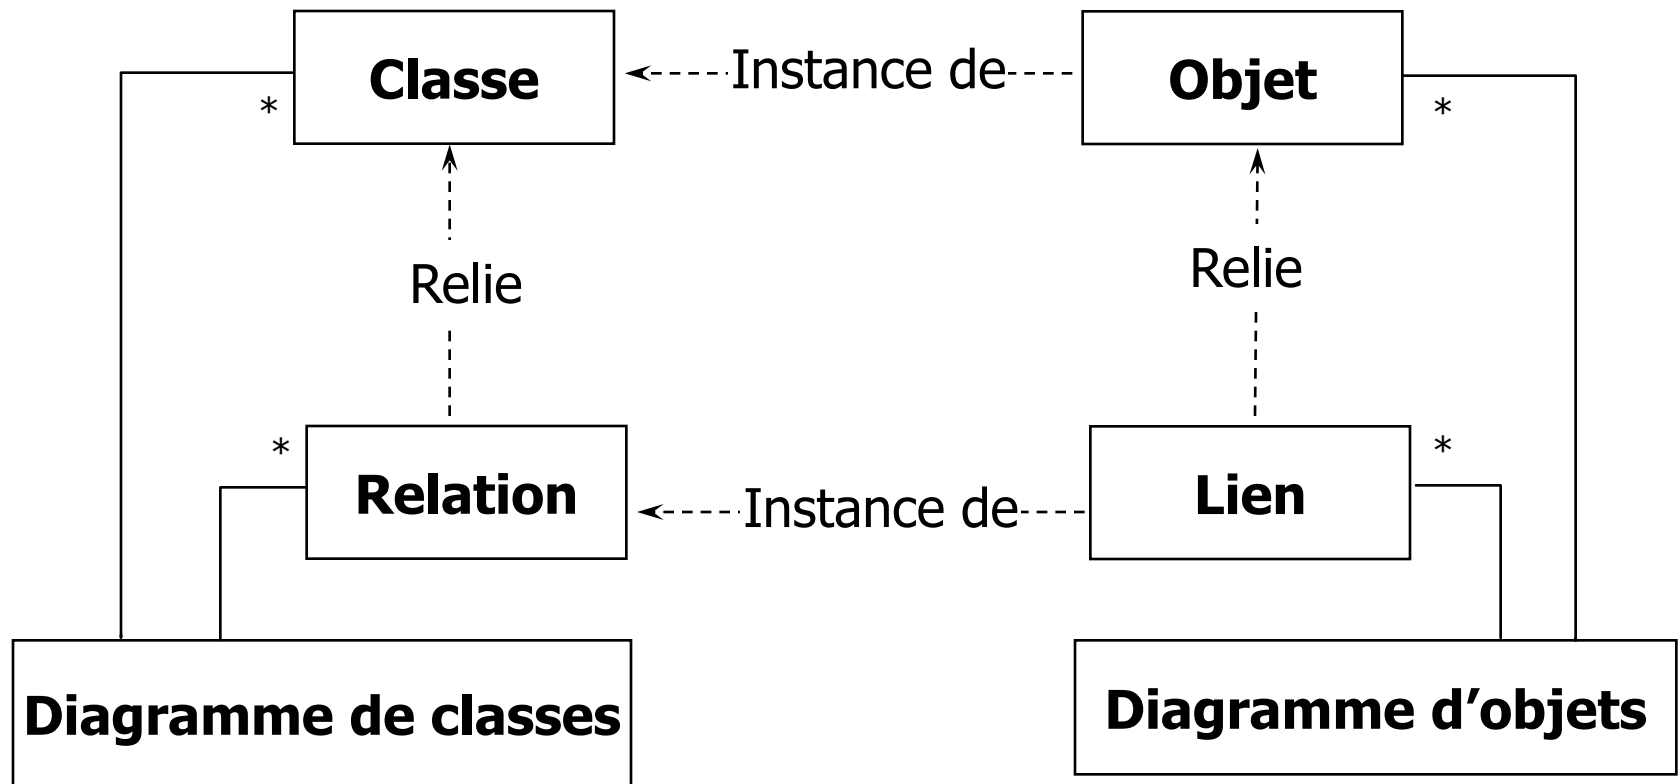 Classe
Instance de
Objet
*
*
Relie
Relie
*
*
Relation
Instance de
Lien
Diagramme de classes
Diagramme d’objets